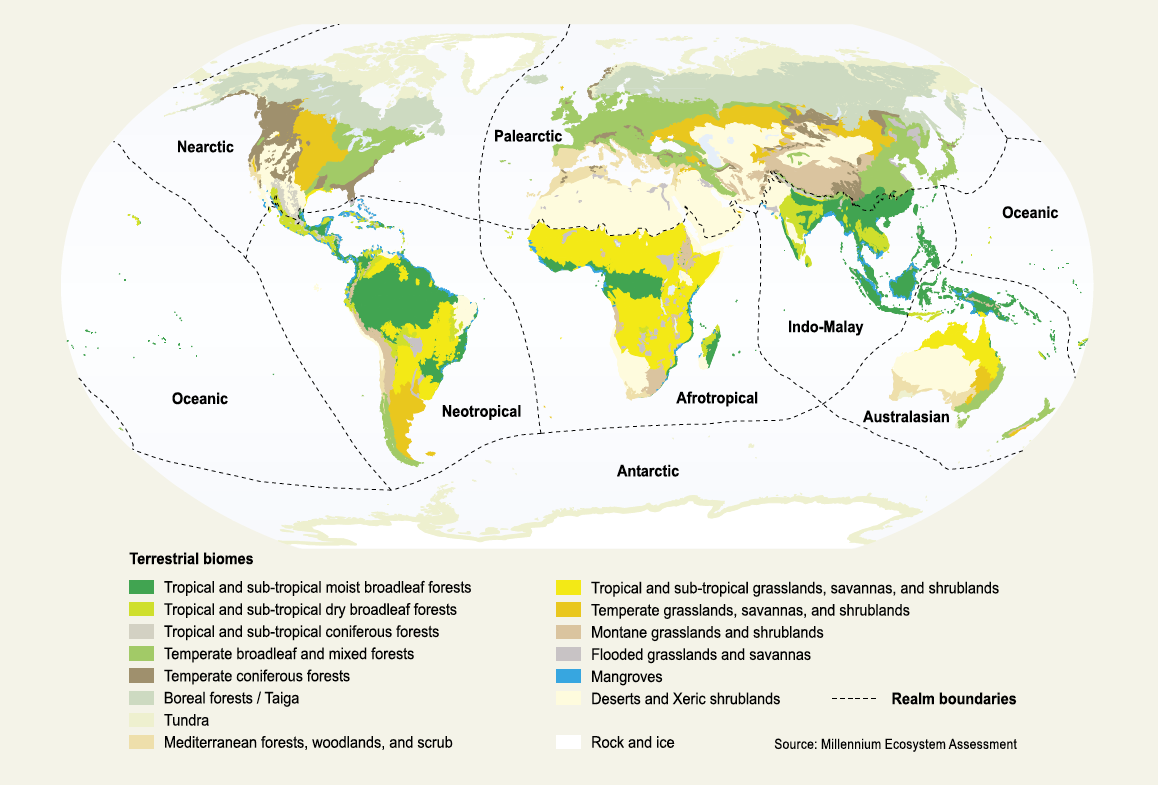 Nearctic
Palearctic
Oceanic
Indo-Malay
Oceanic
Neotropical
Afrotropical
Australasian
Antarctic
Terrestrial biomes
Tropical and sub-tropical moist broadleaf forests
Tropical and sub-tropical dry broadleaf forests
Tropical and sub-tropical coniferous forests
Temperate broadleaf and mixed forests
Temperate coniferous forests
Boreal forests / Taiga
Tundra
Mediterranean forests, woodlands, and scrub
Tropical and sub-tropical grasslands, savannas, and shrublands
Temperate grasslands, savannas, and shrublands
Montane grasslands and shrublands
Flooded grasslands and savannas
Mangroves
Deserts and Xeric shrublands
Realm boundaries
Rock and ice
Source: Millennium Ecosystem Assessment